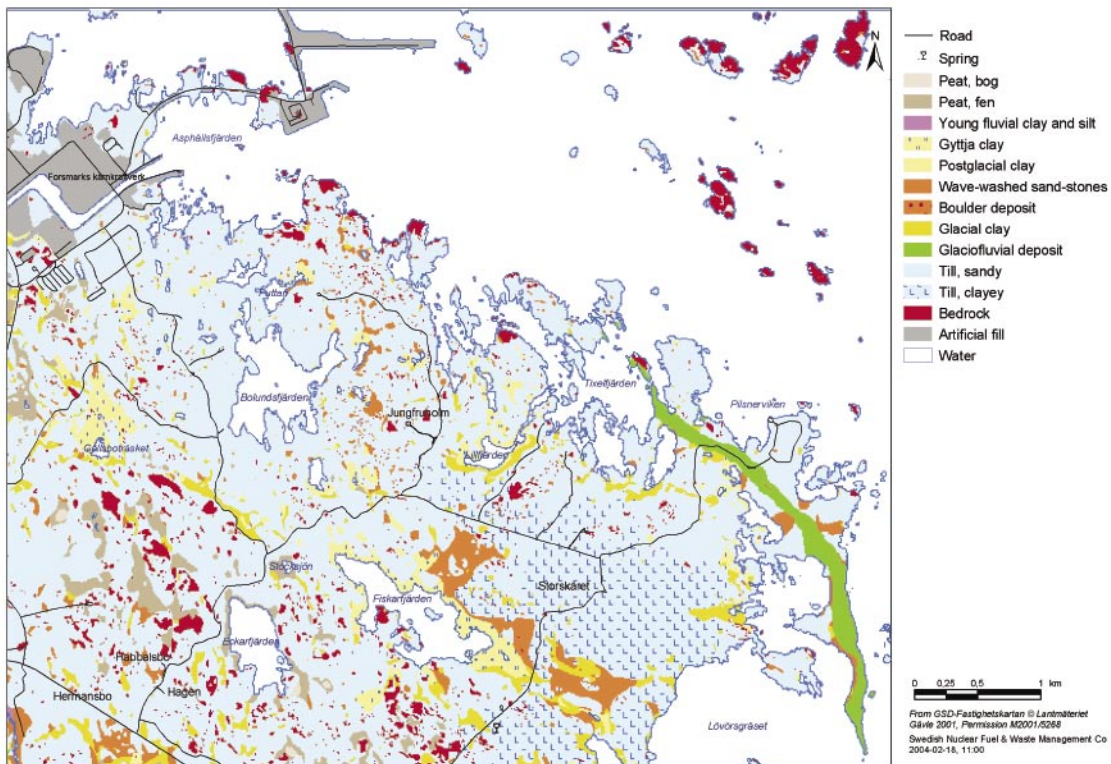 Asphällsfjärden
Forsmarks kärnkraftverk
Puttan
Bolundsfjärden
Jungfruholm
Tixelfjärden
Pilsnerviken
Gällsboträsket
Lillfjärden
Stocksjön
Fiskarfjärden
Storskäret
Eckarfjärden
Habbalsbo
Hermansbo
Hagen
Lövörsgräset
Road
Spring
Peat, bog
Peat, fen
Young fluvial clay and silt
Gyttja clay
Postglacial clay
Wave-washed sand-stones
Boulder deposit
Glacial clay
Glaciofluvial deposit
Till, sandy
Till, clayey
Bedrock
Artificial fill
Water
N
0 0,25 0,5 1 km
From GSD-Fastighetskartan © Lantmäteriet
Gävle 2001, Permission M2001/5268
Swedish Nuclear Fuel & Waste Management Co
2004-02-18, 11:00